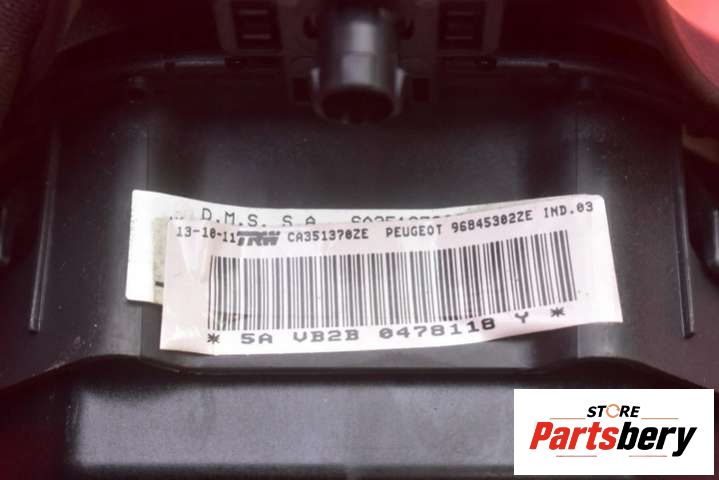 D.M.S. S.A.
13-10-11 TRW CA351370ZE PEUGEOT 96845302ZE IND.03
* 5A VB2B 0478118 Y *
STORE
Partsbery